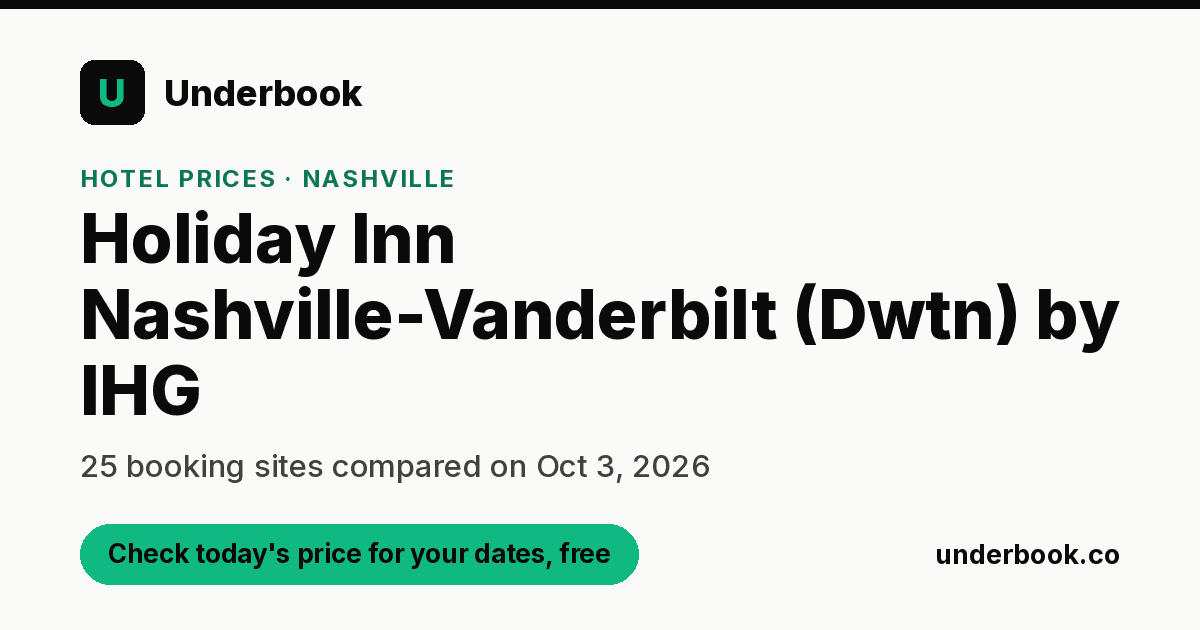 U Underbook
HOTEL PRICES · NASHVILLE
Holiday Inn
Nashville-Vanderbilt (Dwtn) by
IHG
25 booking sites compared on Oct 3, 2026
Check today's price for your dates, free
underbook.co